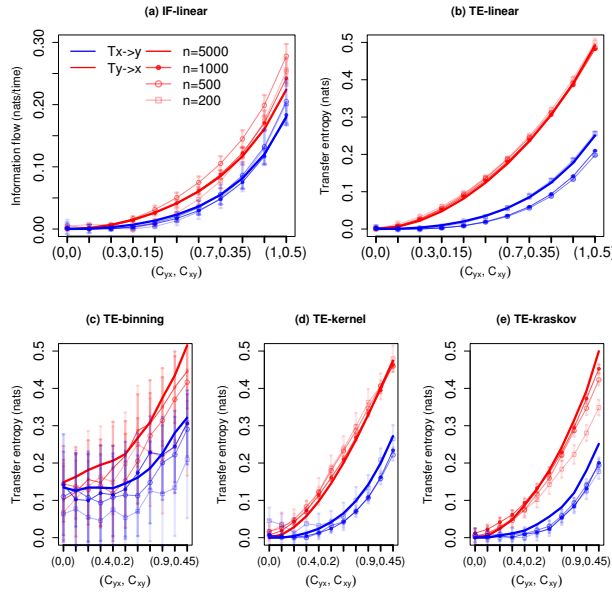 (a) IF-linear
Information flow (nats/ime)
0.00 0.10 0.20 0.30
Tx->y
Ty->x
n=5000
n=1000
n=500
n=200
(0,0) (0.3,0.15) (0.7,0.35) (1,0.5)
(Cyx, Cxy)
(b) TE-linear
Transfer entropy (nats)
0.0 0.1 0.2 0.3 0.4 0.5
(0,0) (0.3,0.15) (0.7,0.35) (1,0.5)
(Cyx, Cxy)
(c) TE-binning
Transfer entropy (nats)
0.0 0.1 0.2 0.3 0.4 0.5
(0,0) (0.4,0.2) (0.9,0.45)
(Cyx, Cxy)
(d) TE-kernel
Transfer entropy (nats)
0.0 0.1 0.2 0.3 0.4 0.5
(0,0) (0.4,0.2) (0.9,0.45)
(Cyx, Cxy)
(e) TE-kraskov
Transfer entropy (nats)
0.0 0.1 0.2 0.3 0.4 0.5
(0,0) (0.4,0.2) (0.9,0.45)
(Cyx, Cxy)